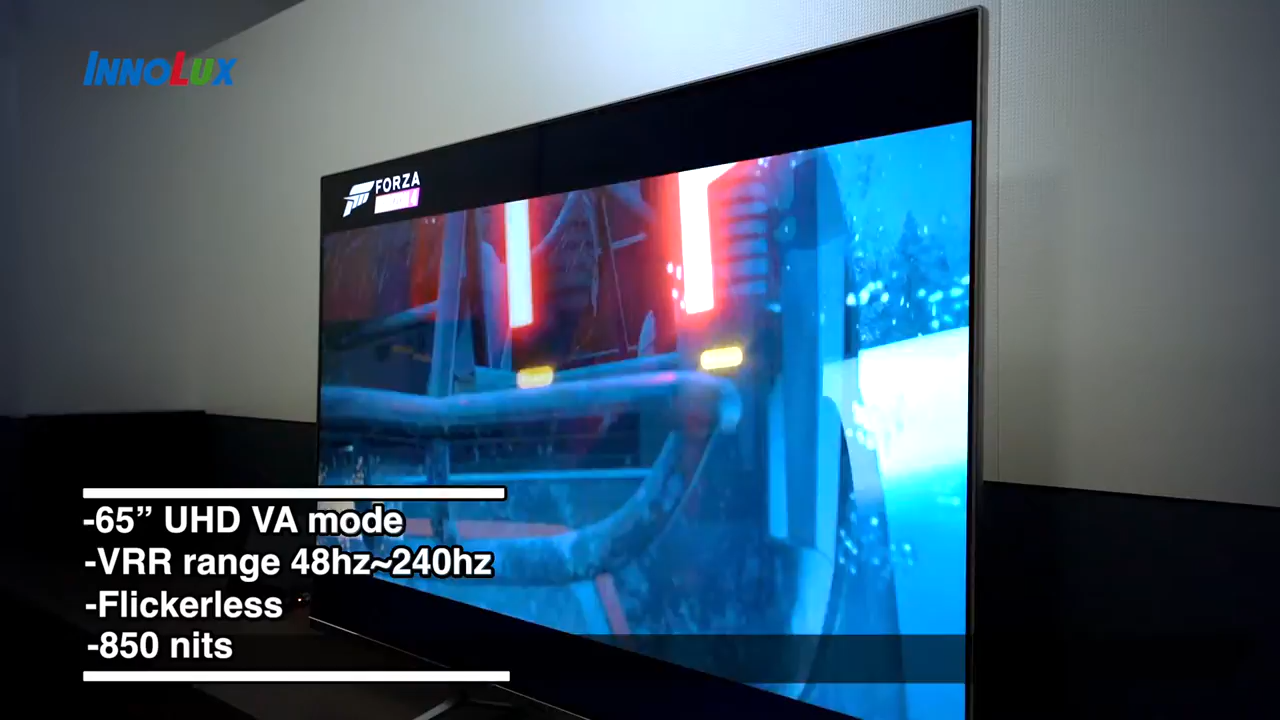 INNOLUX
FORZA
-65” UHD VA mode
-VRR range 48hz~240hz
-Flickerless
-850 nits